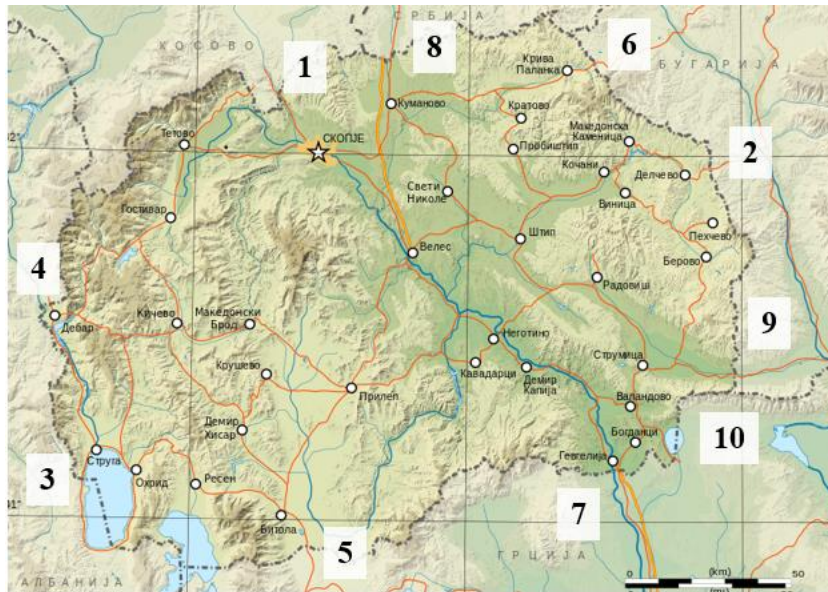 СРБИЈА
КОСОВО
1
8
6
БУГАРИЈА
Крива
Паланка
Куманово
Кратово
Тетово
СКОПЈЕ
Македонска
Каменица
Пробиштип
2
Кочани
Делчево
Свети
Николе
Виница
Гостивар
Пехчево
Штип
4
Велес
Берово
Радовиш
Дебар
Кичево
Македонски
Брод
9
Неготино
Крушево
Струмица
Кавадарци
Демир
Капија
Прилеп
Валандово
Демир
Хисар
Богданци
10
Струга
3
Охрид
Ресен
Гевгелија
41°
Битола
7
5
ГРЦИЈА
АЛБАНИЈА
(km)
0
50